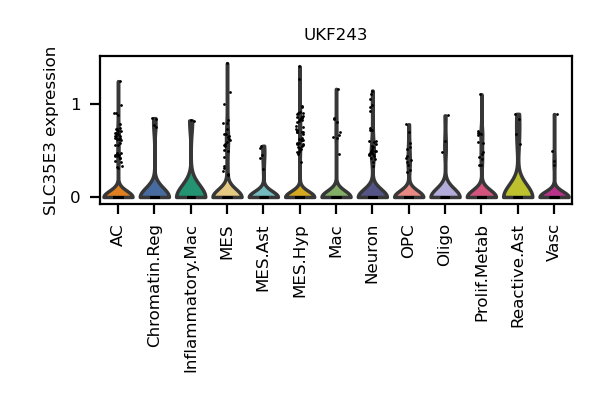 UKF243
SLC35E3 expression
1
0
AC
Chromatin.Reg
Inflammatory.Mac
MES
MES.Ast
MES.Hyp
Mac
Neuron
OPC
Oligo
Prolif.Metab
Reactive.Ast
Vasc